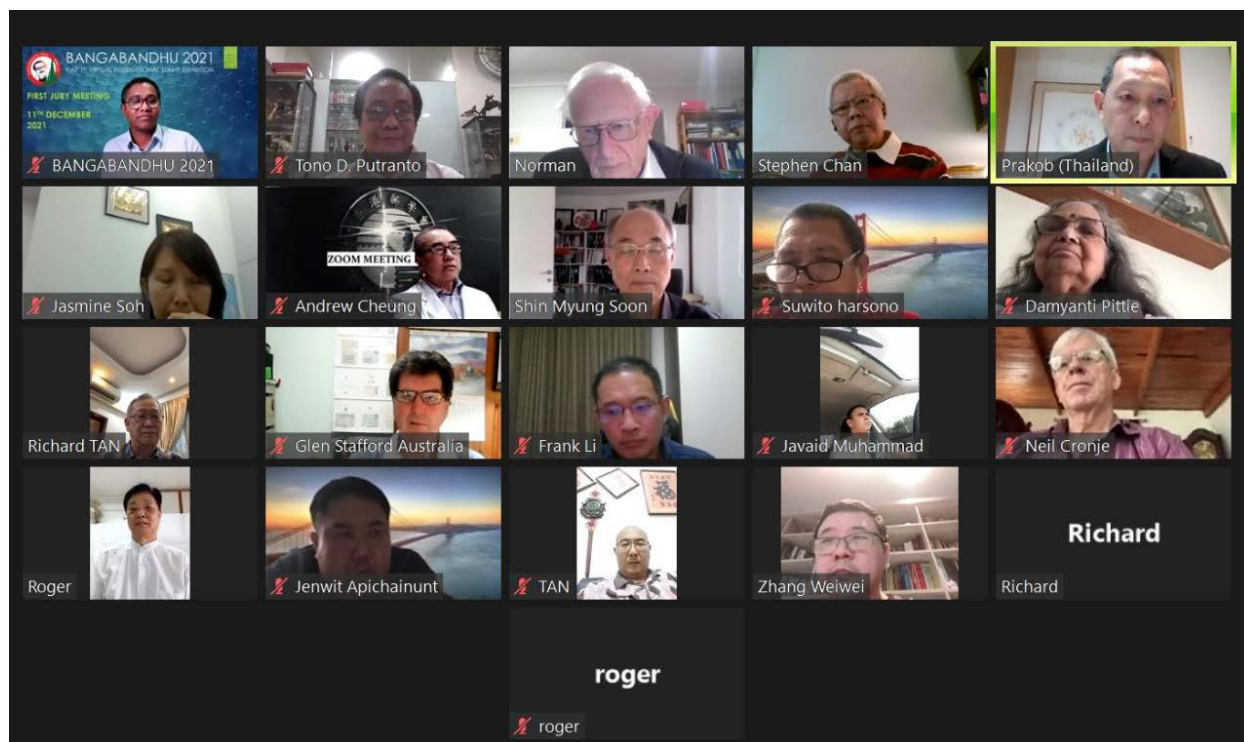 BANGABANDHU 2021
FIRST JURY MEETING
11TH DECEMBER
2021
BANGABANDHU 2021
Tono D. Putranto
Norman
Stephen Chan
Prakob (Thailand)
Jasmine Soh
ZOOM MEETING
Andrew Cheung
Shin Myung Soon
Suwito harsono
Damyanti Pittie
Richard TAN
Glen Stafford Australia
Frank Li
Javaid Muhammad
Neil Cronje
Roger
Jenwit Apichainunt
福
TAN
Zhang Weiwei
Richard
Richard
roger
roger